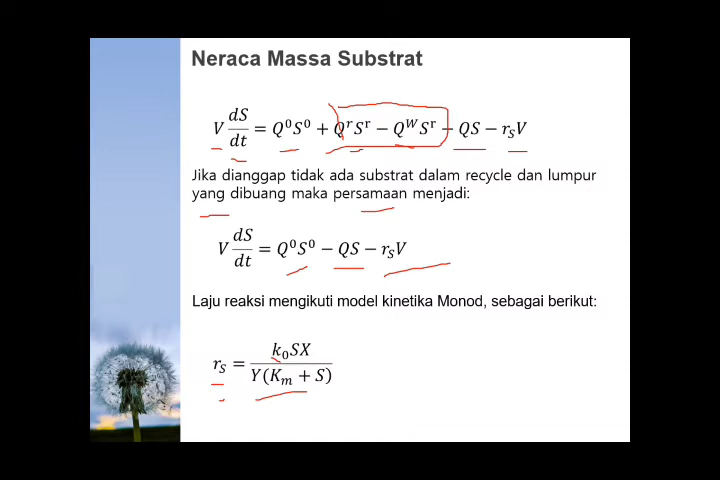 Neraca Massa Substrat
V dS/dt = Q⁰S⁰ + QʳSʳ − QᵂSʳ − QS − r_S V
Jika dianggap tidak ada substrat dalam recycle dan lumpur
yang dibuang maka persamaan menjadi:
V dS/dt = Q⁰S⁰ − QS − r_S V
Laju reaksi mengikuti model kinetika Monod, sebagai berikut:
r_S = k₀SX / Y(K_m + S)